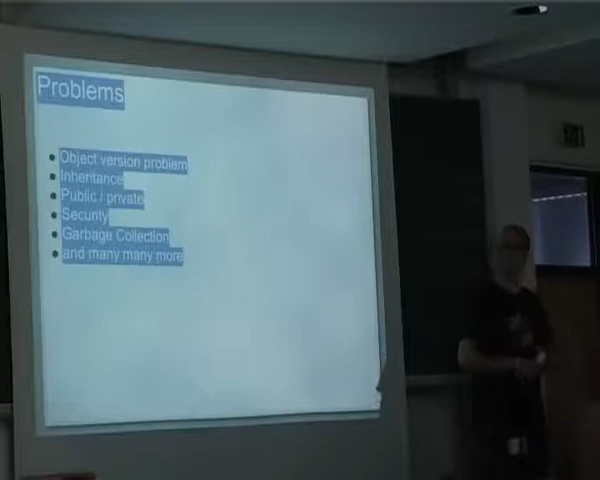 Problems
Object version problem
Inheritance
Public / private
Security
Garbage Collection
and many many more